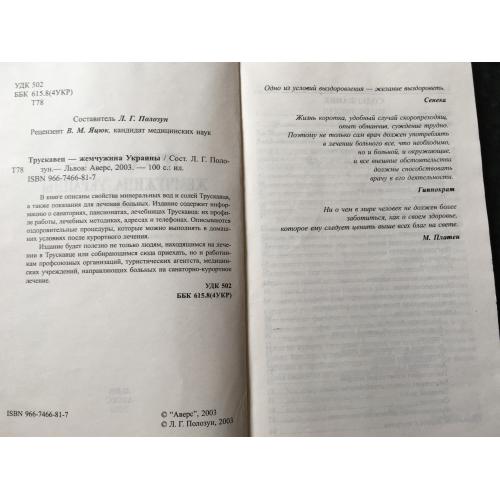 УДК 502
ББК 615.8(4УКР)
Т78
Составитель Л. Г. Полозун
Рецензент В. М. Яцюк, кандидат медицинских наук
Трускавец — жемчужина Украины / Сост. Л. Г. Поло-
Т78 зун.— Львов: Аверс, 2003. — 100 с.: ил.
ISBN 966-7466-81-7
В книге описаны свойства минеральных вод и солей Трускавца,
а также показания для лечения больных. Издание содержит инфор-
мацию о санаториях, пансионатах, лечебницах Трускавца: их профи-
ле работы, лечебных методиках, адресах и телефонах. Описываются
оздоровительные процедуры, которые можно выполнять в домаш-
них условиях после курортного лечения.
Издание будет полезно не только людям, находящимся на лече-
нии в Трускавце или собирающимся сюда приехать, но и работни-
кам профсоюзных организаций, туристических агентств, медицин-
ских учреждений, направляющих больных на санаторно-курортное
лечение.
УДК 502
ББК 615.8(4УКР)
ISBN 966-7466-81-7
© "Аверс", 2003
© Л. Г. Полозун, 2003
Одно из условий выздоровления — желание выздороветь.
Сенека
Жизнь коротка, удобный случай скоропреходящ,
опыт обманчив, суждение трудно.
Поэтому не только сам врач должен употреблять
в лечении больного все, что необходимо,
но и больной, и окружающие,
и все внешние обстоятельства
должны способствовать
врачу в его деятельности.
Гиппократ
Ни о чем в мире человек не должен более
заботиться, как о своем здоровье,
которое ему следует ценить выше всех благ на свете.
М. Платен